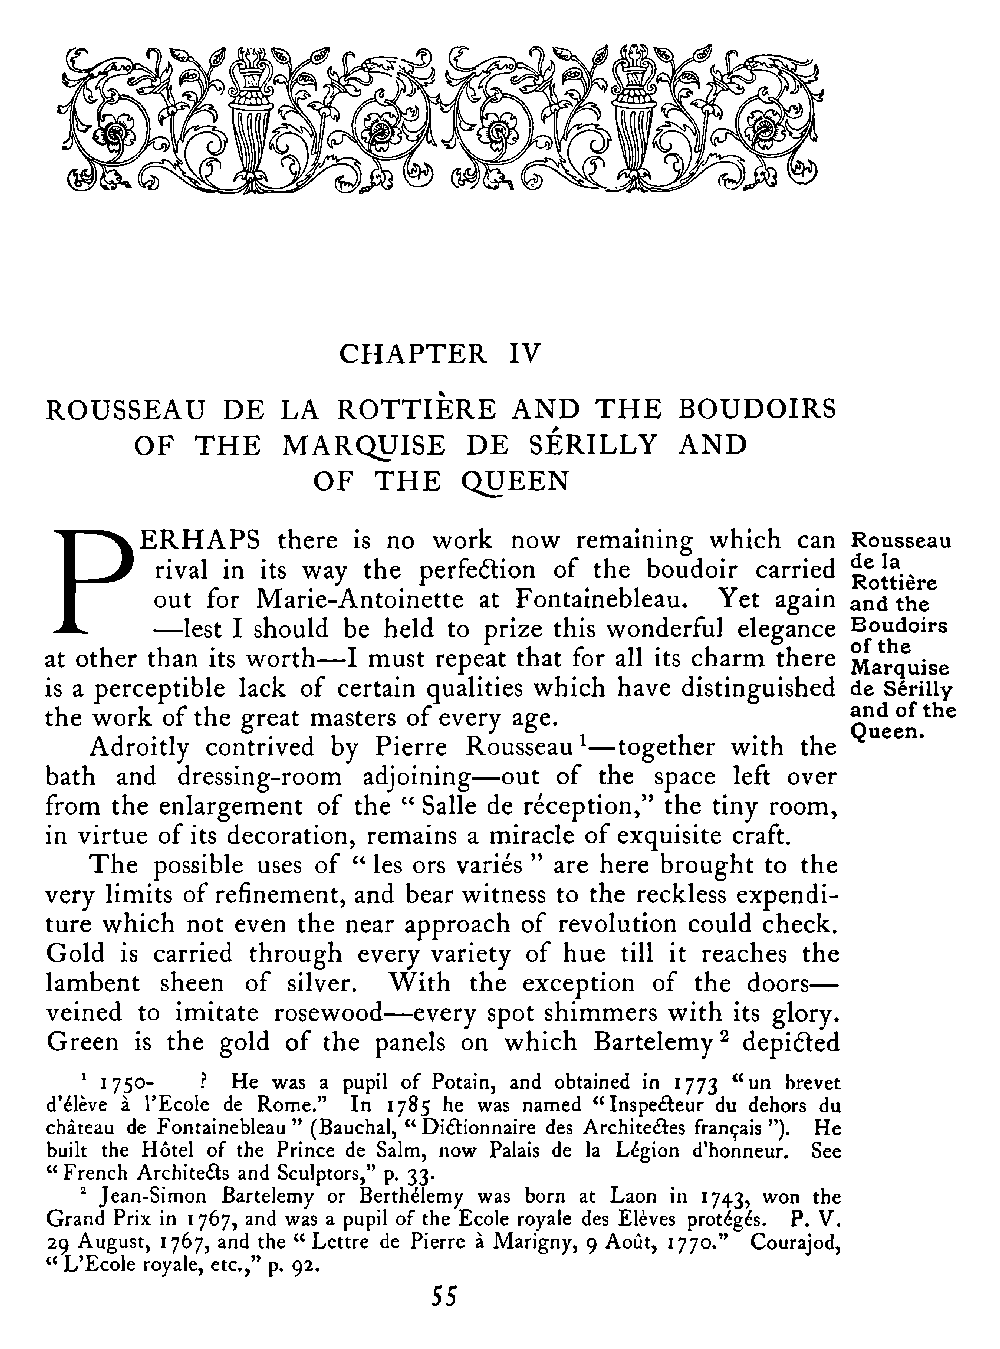 CHAPTER IV
ROUSSEAU DE LA ROTTIÈRE AND THE BOUDOIRS
OF THE MARQUISE DE SÉRILLY AND
OF THE QUEEN
PERHAPS there is no work now remaining which can
rival in its way the perfection of the boudoir carried
out for Marie-Antoinette at Fontainebleau. Yet again
—lest I should be held to prize this wonderful elegance
at other than its worth—I must repeat that for all its charm there
is a perceptible lack of certain qualities which have distinguished
the work of the great masters of every age.
Rousseau
de la
Rottière
and the
Boudoirs
of the
Marquise
de Sérilly
and of the
Queen.
Adroitly contrived by Pierre Rousseau ¹—together with the
bath and dressing-room adjoining—out of the space left over
from the enlargement of the “ Salle de réception,” the tiny room,
in virtue of its decoration, remains a miracle of exquisite craft.
The possible uses of “ les ors variés ” are here brought to the
very limits of refinement, and bear witness to the reckless expendi-
ture which not even the near approach of revolution could check.
Gold is carried through every variety of hue till it reaches the
lambent sheen of silver. With the exception of the doors—
veined to imitate rosewood—every spot shimmers with its glory.
Green is the gold of the panels on which Bartelemy ² depicted
¹ 1750- ? He was a pupil of Potain, and obtained in 1773 “ un brevet
d’élève à l’Ecole de Rome.” In 1785 he was named “ Inspecteur du dehors du
château de Fontainebleau ” (Bauchal, “ Dictionnaire des Architectes français ”). He
built the Hôtel of the Prince de Salm, now Palais de la Légion d’honneur. See
“ French Architects and Sculptors,” p. 33.
² Jean-Simon Bartelemy or Berthélemy was born at Laon in 1743, won the
Grand Prix in 1767, and was a pupil of the Ecole royale des Elèves protégés. P. V.
29 August, 1767, and the “ Lettre de Pierre à Marigny, 9 Août, 1770.” Courajod,
“ L’Ecole royale, etc.,” p. 92.
55